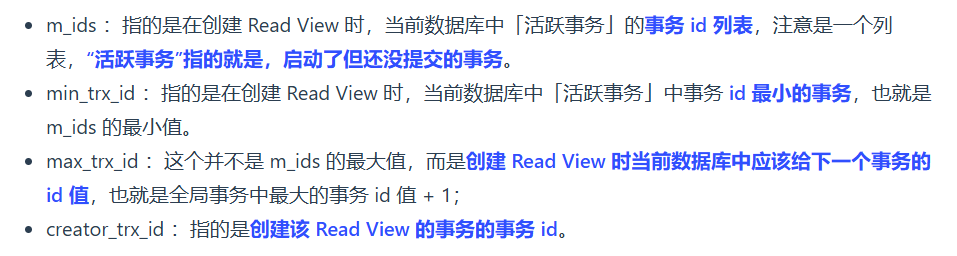 m_ids ：指的是在创建 Read View 时，当前数据库中「活跃事务」的事务 id 列表，注意是一个列
表，“活跃事务”指的就是，启动了但还没提交的事务。
min_trx_id ：指的是在创建 Read View 时，当前数据库中「活跃事务」中事务 id 最小的事务，也就是
m_ids 的最小值。
max_trx_id ：这个并不是 m_ids 的最大值，而是创建 Read View 时当前数据库中应该给下一个事务的
id 值，也就是全局事务中最大的事务 id 值 + 1；
creator_trx_id ：指的是创建该 Read View 的事务的事务 id。